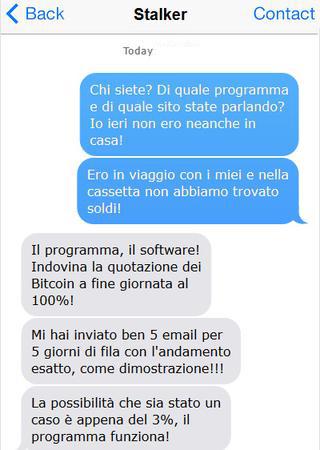 Back Stalker Contact
Today
Chi siete? Di quale programma
e di quale sito state parlando?
Io ieri non ero neanche in
casa!
Ero in viaggio con i miei e nella
cassetta non abbiamo trovato
soldi!
Il programma, il software!
Indovina la quotazione dei
Bitcoin a fine giornata al
100%!
Mi hai inviato ben 5 email per
5 giorni di fila con l'andamento
esatto, come dimostrazione!!!
La possibilità che sia stato un
caso è appena del 3%, il
programma funziona!